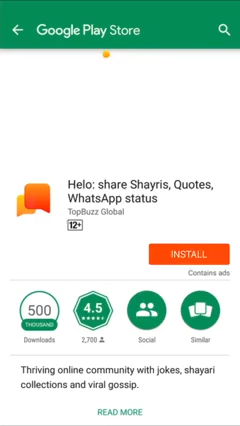 Google Play Store
Helo: share Shayris, Quotes,
WhatsApp status
TopBuzz Global
12+
INSTALL
Contains ads
500
THOUSAND
4.5
Downloads
2,700
Social
Similar
Thriving online community with jokes, shayari
collections and viral gossip.
READ MORE